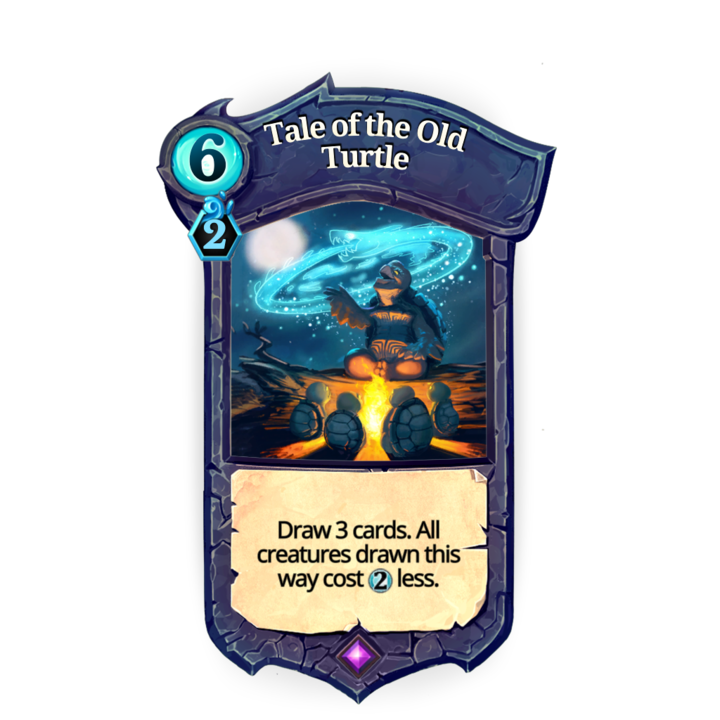 6
Tale of the Old
Turtle
2
Draw 3 cards. All
creatures drawn this
way cost 2 less.